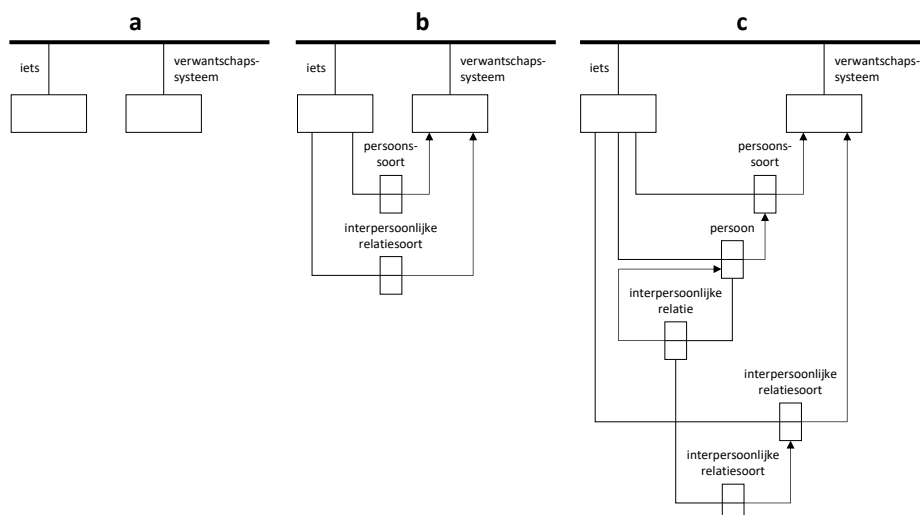 a
iets
verwantschaps-
systeem
b
iets
verwantschaps-
systeem
persoons-
soort
interpersoonlijke
relatiesoort
c
iets
verwantschaps-
systeem
persoons-
soort
persoon
interpersoonlijke
relatie
interpersoonlijke
relatiesoort
interpersoonlijke
relatiesoort